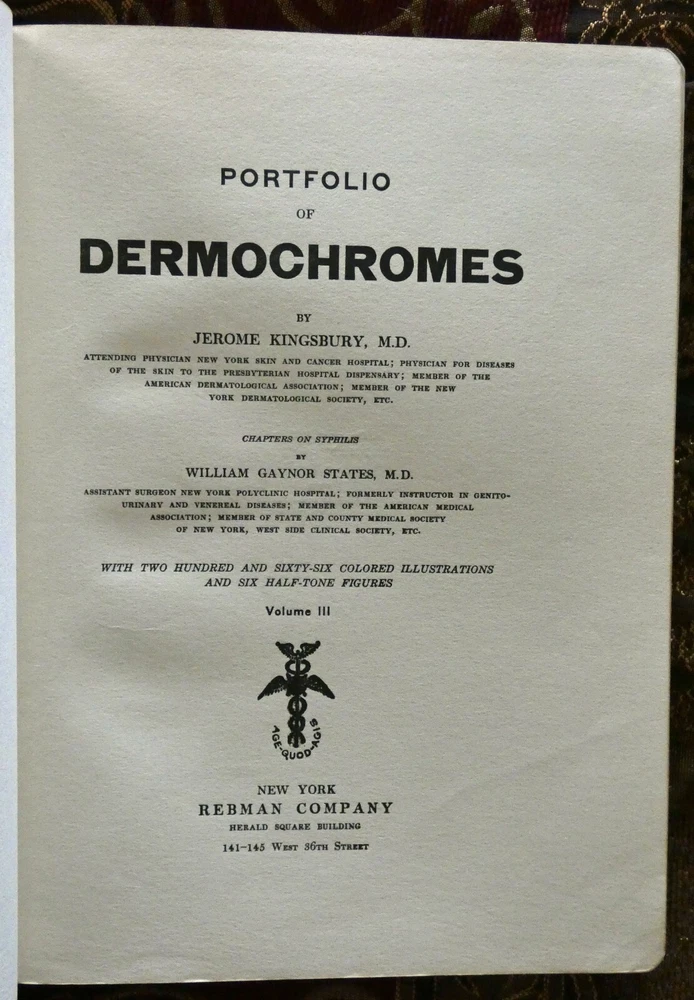 PORTFOLIO
OF
DERMOCHROMES
BY
JEROME KINGSBURY, M.D.
ATTENDING PHYSICIAN NEW YORK SKIN AND CANCER HOSPITAL; PHYSICIAN FOR DISEASES
OF THE SKIN TO THE PRESBYTERIAN HOSPITAL DISPENSARY; MEMBER OF THE
AMERICAN DERMATOLOGICAL ASSOCIATION; MEMBER OF THE NEW
YORK DERMATOLOGICAL SOCIETY, ETC.
CHAPTERS ON SYPHILIS
BY
WILLIAM GAYNOR STATES, M.D.
ASSISTANT SURGEON NEW YORK POLYCLINIC HOSPITAL; FORMERLY INSTRUCTOR IN GENITO-
URINARY AND VENEREAL DISEASES; MEMBER OF THE AMERICAN MEDICAL
ASSOCIATION; MEMBER OF STATE AND COUNTY MEDICAL SOCIETY
OF NEW YORK, WEST SIDE CLINICAL SOCIETY, ETC.
WITH TWO HUNDRED AND SIXTY-SIX COLORED ILLUSTRATIONS
AND SIX HALF-TONE FIGURES
Volume III
AGE-QUOD-AGIS
NEW YORK
REBMAN COMPANY
HERALD SQUARE BUILDING
141-145 WEST 36TH STREET